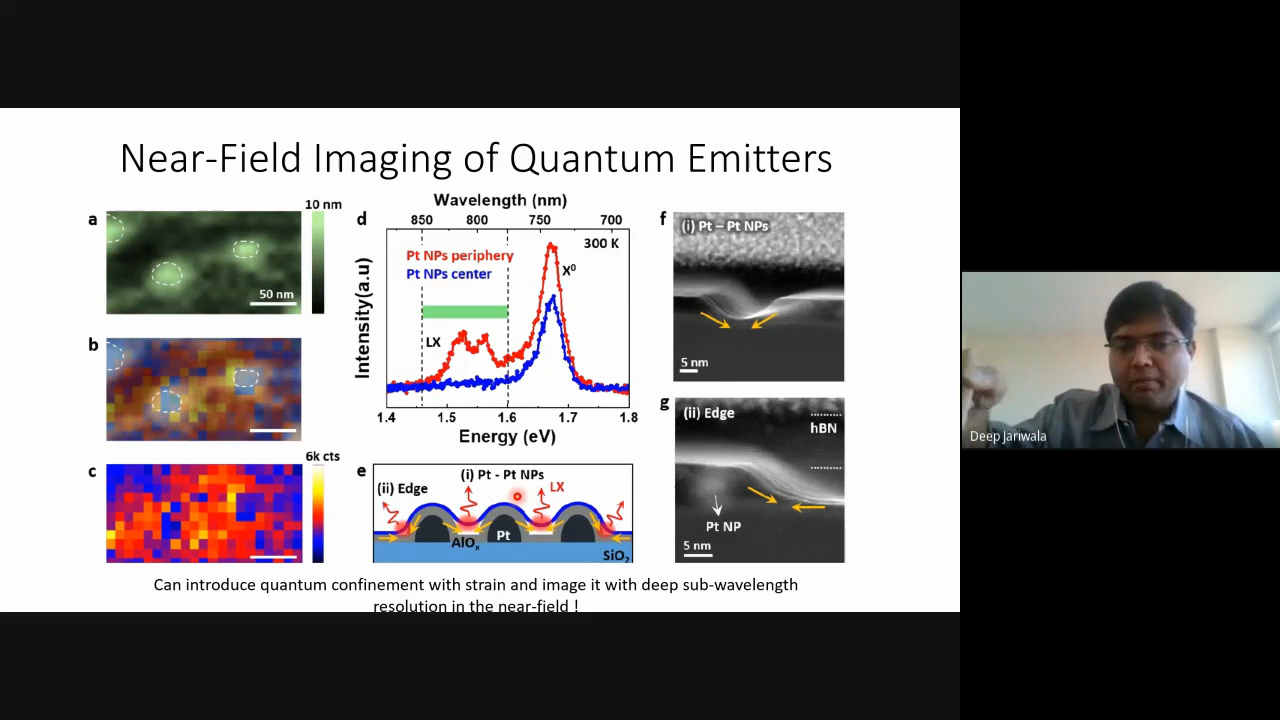 Near-Field Imaging of Quantum Emitters
a
10 nm
50 nm
b
c
6k cts
d
Wavelength (nm)
850 800 740 700
300 K
Pt NPs periphery
Pt NPs center
X⁰
LX
Intensity(a.u)
1.4 1.5 1.6 1.7 1.8
Energy (eV)
e
(i) Pt - Pt NPs
(ii) Edge
LX
AlOₓ
Pt
SiO₂
f
(i) Pt – Pt NPs
5 nm
g
(ii) Edge
hBN
Pt NP
5 nm
Can introduce quantum confinement with strain and image it with deep sub-wavelength
resolution in the near-field !
Deep Jariwala